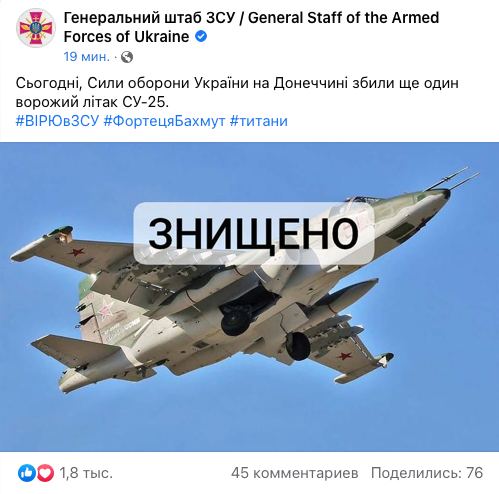 Генеральний штаб ЗСУ / General Staff of the Armed
Forces of Ukraine
19 мин. ·
Сьогодні, Сили оборони України на Донеччині збили ще один
ворожий літак СУ-25.
#ВІРЮвЗСУ #ФортецяБахмут #титани
ЗНИЩЕНО
1,8 тыс. 45 комментариев Поделились: 76